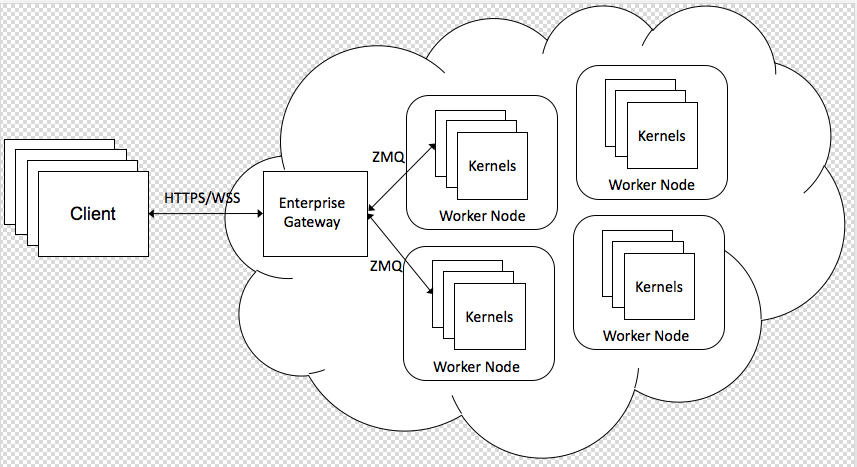 Client
HTTPS/WSS
Enterprise
Gateway
ZMQ
ZMQ
Kernels
Worker Node
Kernels
Worker Node
Kernels
Worker Node
Kernels
Worker Node